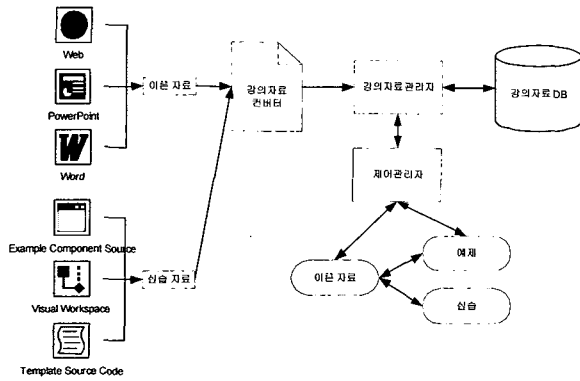 Web
PowerPoint
Word
이론 자료
Example Component Source
Visual Workspace
Template Source Code
실습 자료
강의자료
컨버터
강의자료관리자
강의자료 DB
제어관리자
이론 자료
예제
실습